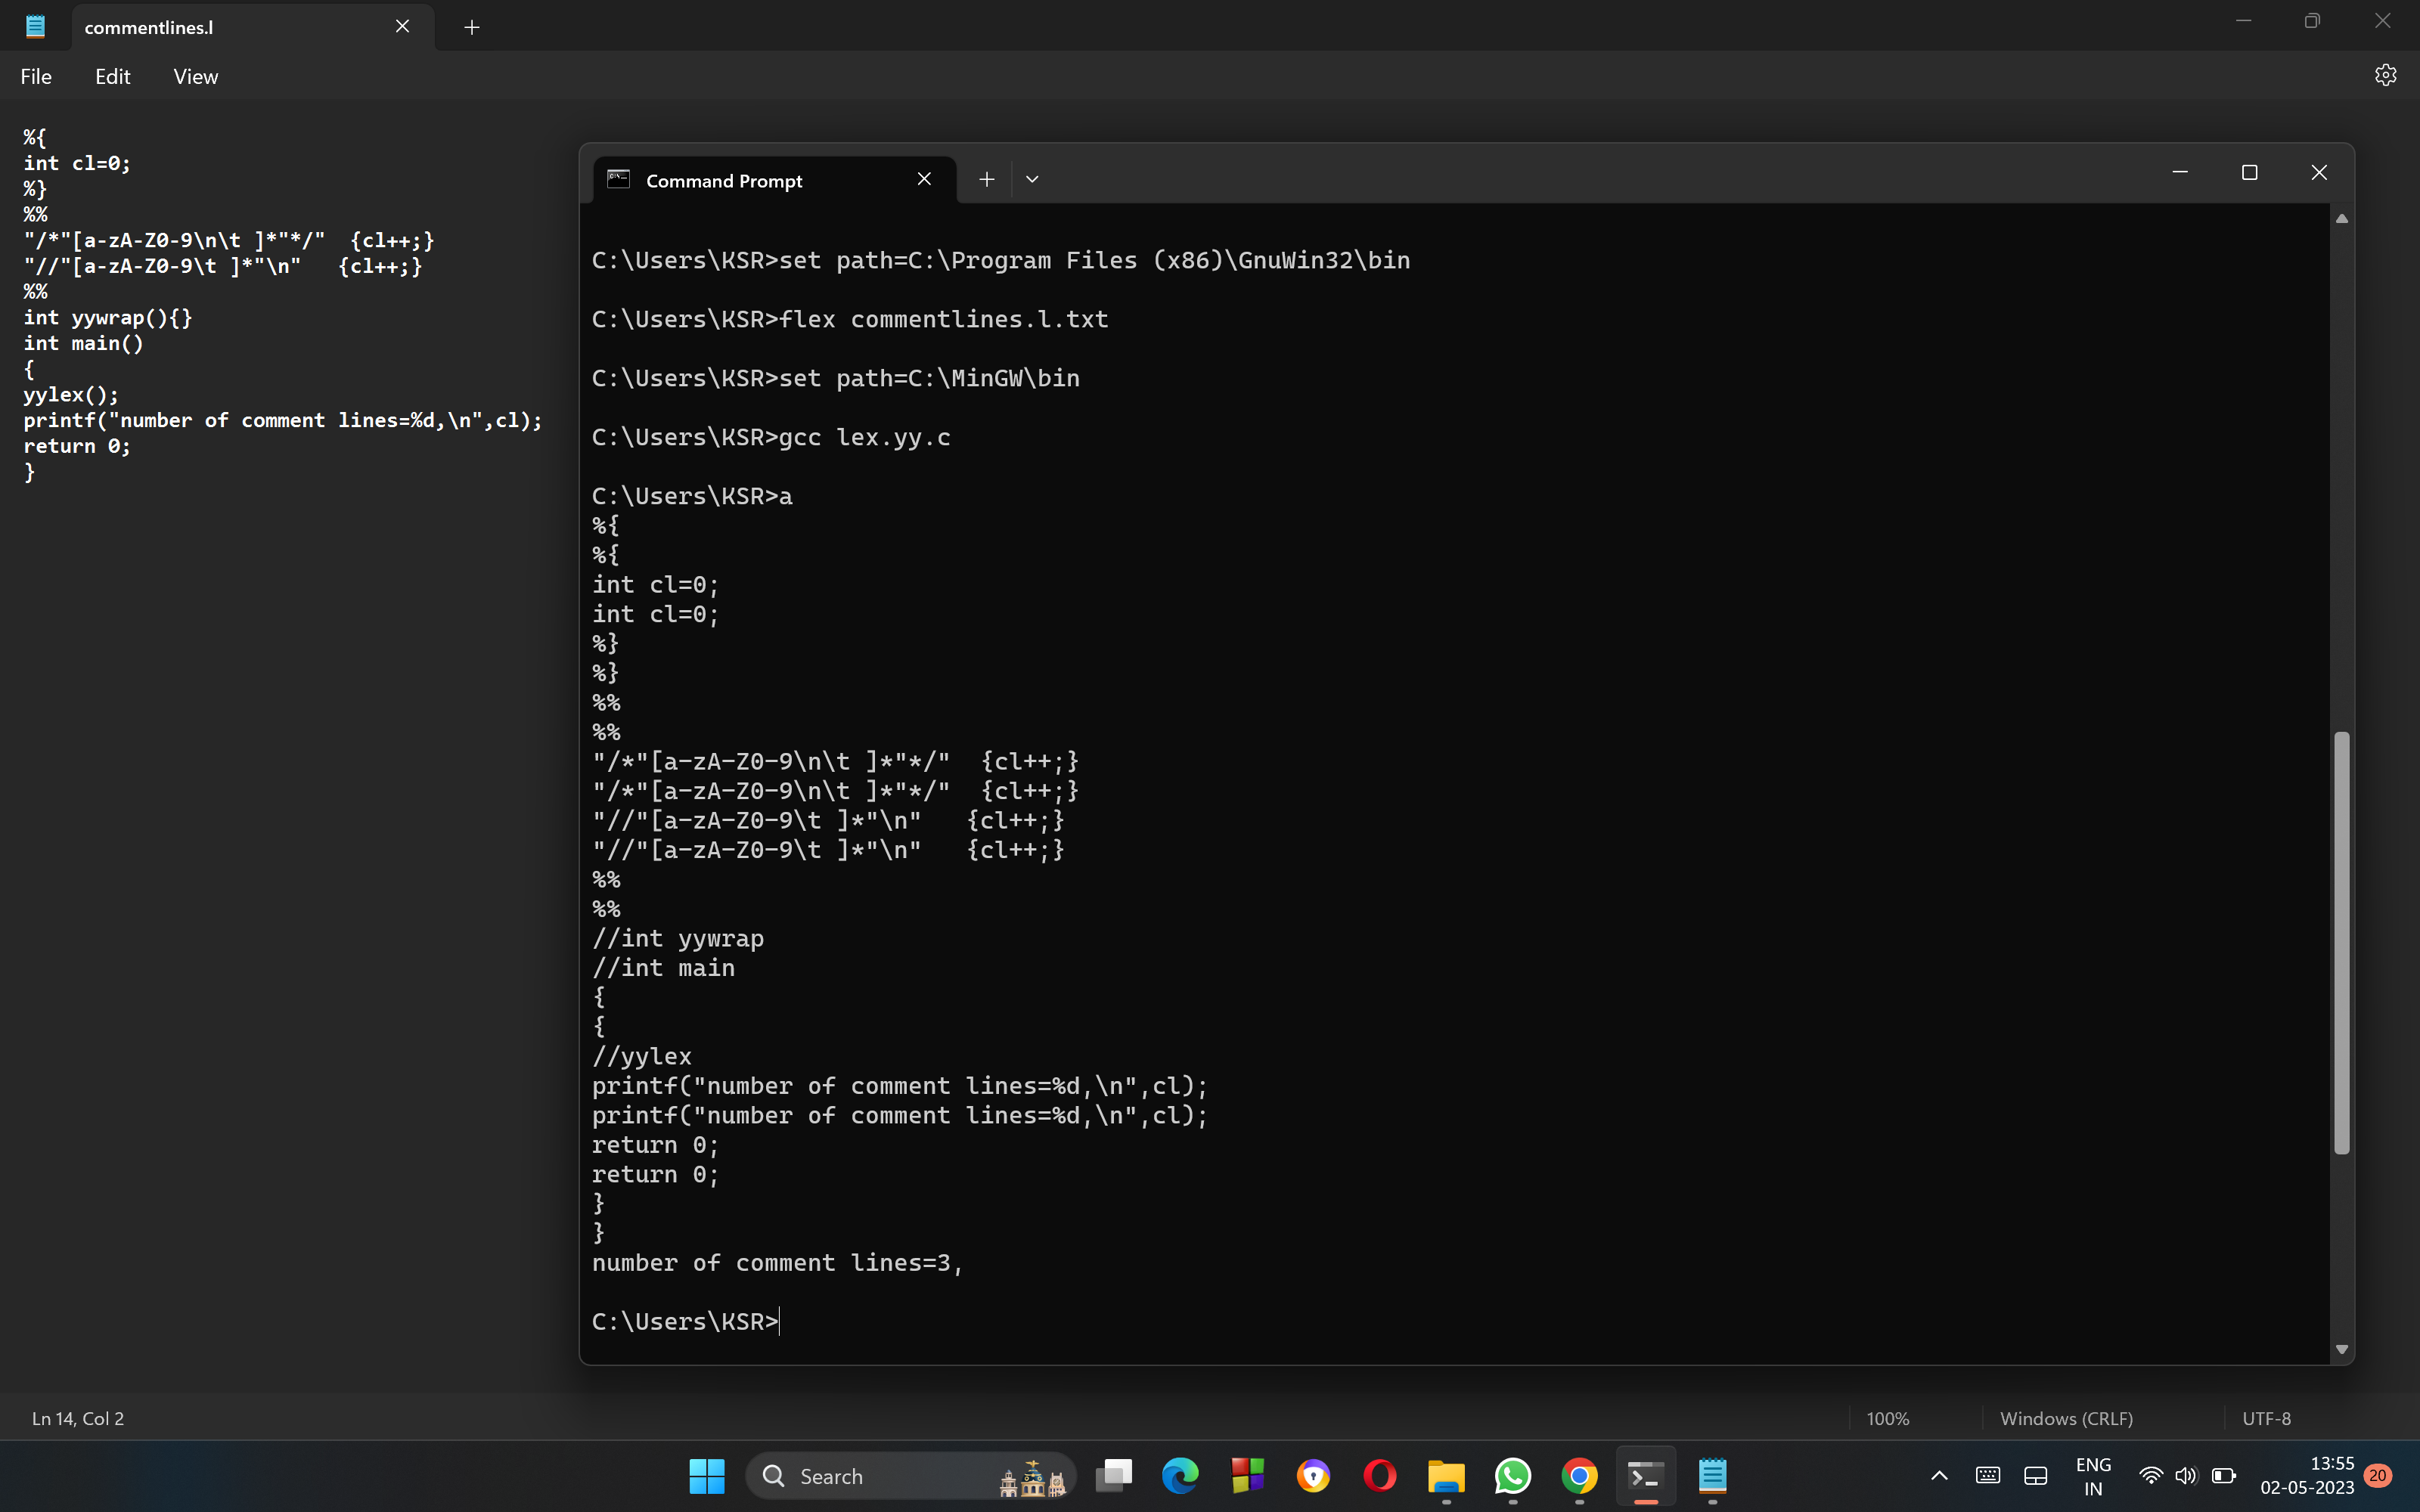 commentlines.l
File Edit View
%{
int cl=0;
%}
%%
"/*"[a-zA-Z0-9\n\t ]*"*/"  {cl++;}
"//"[a-zA-Z0-9\t ]*"\n"   {cl++;}
%%
int yywrap(){}
int main()
{
yylex();
printf("number of comment lines=%d,\n",cl);
return 0;
}
Command Prompt
C:\Users\KSR>set path=C:\Program Files (x86)\GnuWin32\bin
C:\Users\KSR>flex commentlines.l.txt
C:\Users\KSR>set path=C:\MinGW\bin
C:\Users\KSR>gcc lex.yy.c
C:\Users\KSR>a
%{
%{
int cl=0;
int cl=0;
%}
%}
%%
%%
"/*"[a-zA-Z0-9\n\t ]*"*/"  {cl++;}
"/*"[a-zA-Z0-9\n\t ]*"*/"  {cl++;}
"//"[a-zA-Z0-9\t ]*"\n"   {cl++;}
"//"[a-zA-Z0-9\t ]*"\n"   {cl++;}
%%
%%
//int yywrap
//int main
{
{
//yylex
printf("number of comment lines=%d,\n",cl);
printf("number of comment lines=%d,\n",cl);
return 0;
return 0;
}
}
number of comment lines=3,
C:\Users\KSR>
Ln 14, Col 2
100%
Windows (CRLF)
UTF-8
Search
ENG
IN
13:55
02-05-2023
20